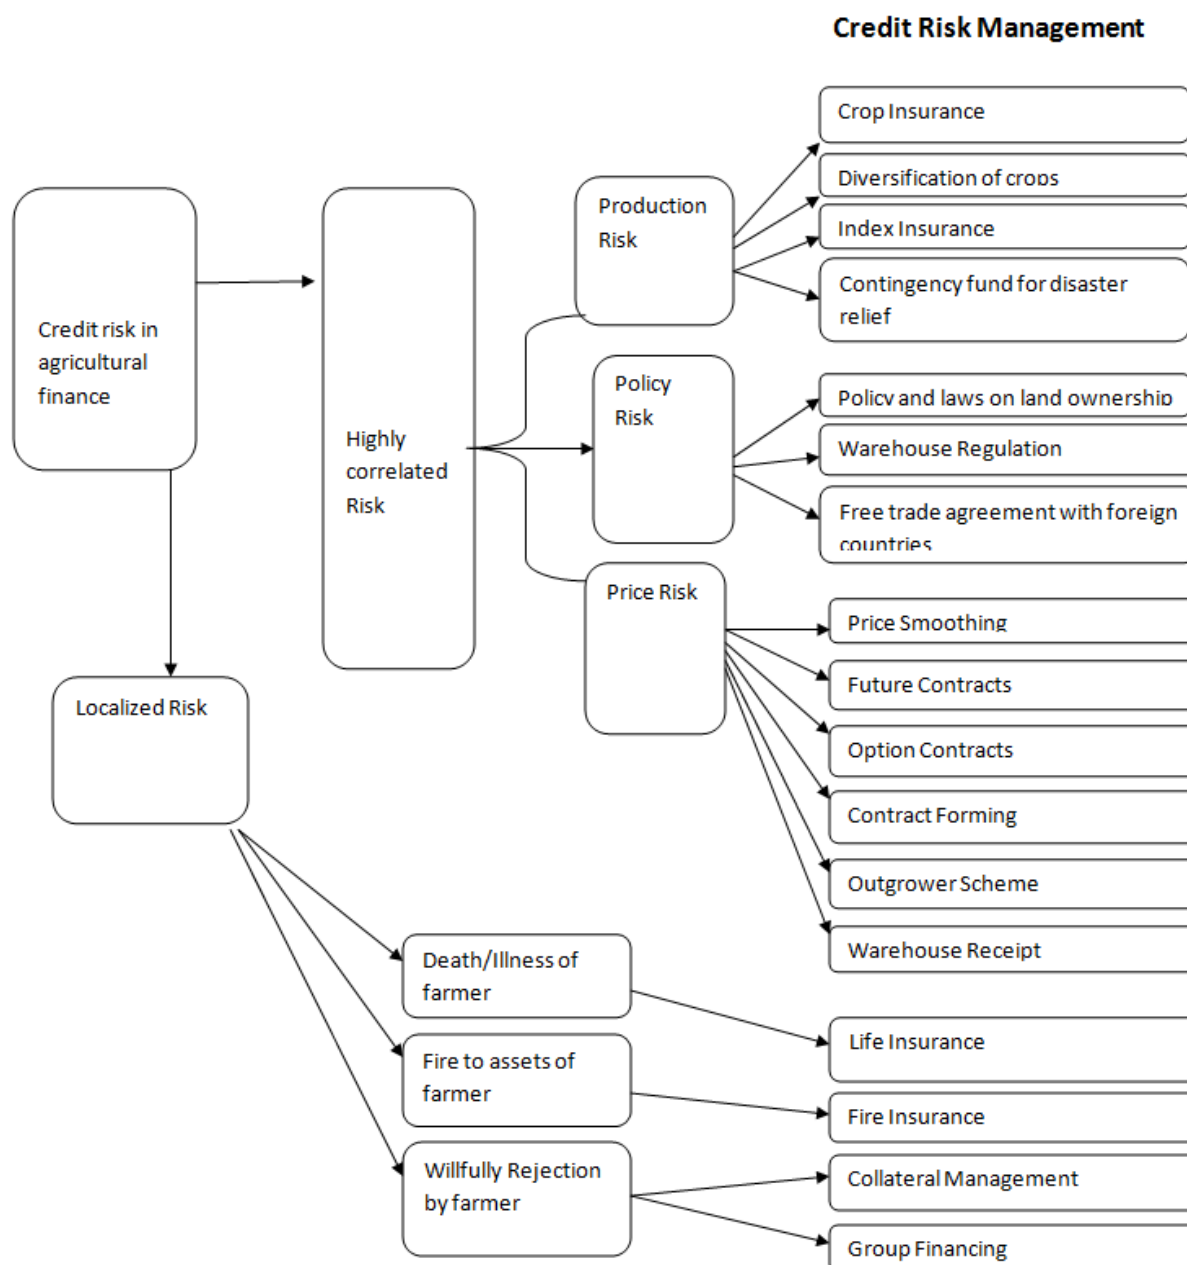 Credit Risk Management
Crop Insurance
Diversification of crops
Production
Risk
Index Insurance
Contingency fund for disaster
relief
Credit risk in
agricultural
finance
Policy
Risk
Policy and laws on land ownership
Highly
correlated
Risk
Warehouse Regulation
Free trade agreement with foreign
countries
Price Risk
Price Smoothing
Future Contracts
Localized Risk
Option Contracts
Contract Forming
Outgrower Scheme
Warehouse Receipt
Death/Illness of
farmer
Life Insurance
Fire to assets of
farmer
Fire Insurance
Willfully Rejection
by farmer
Collateral Management
Group Financing